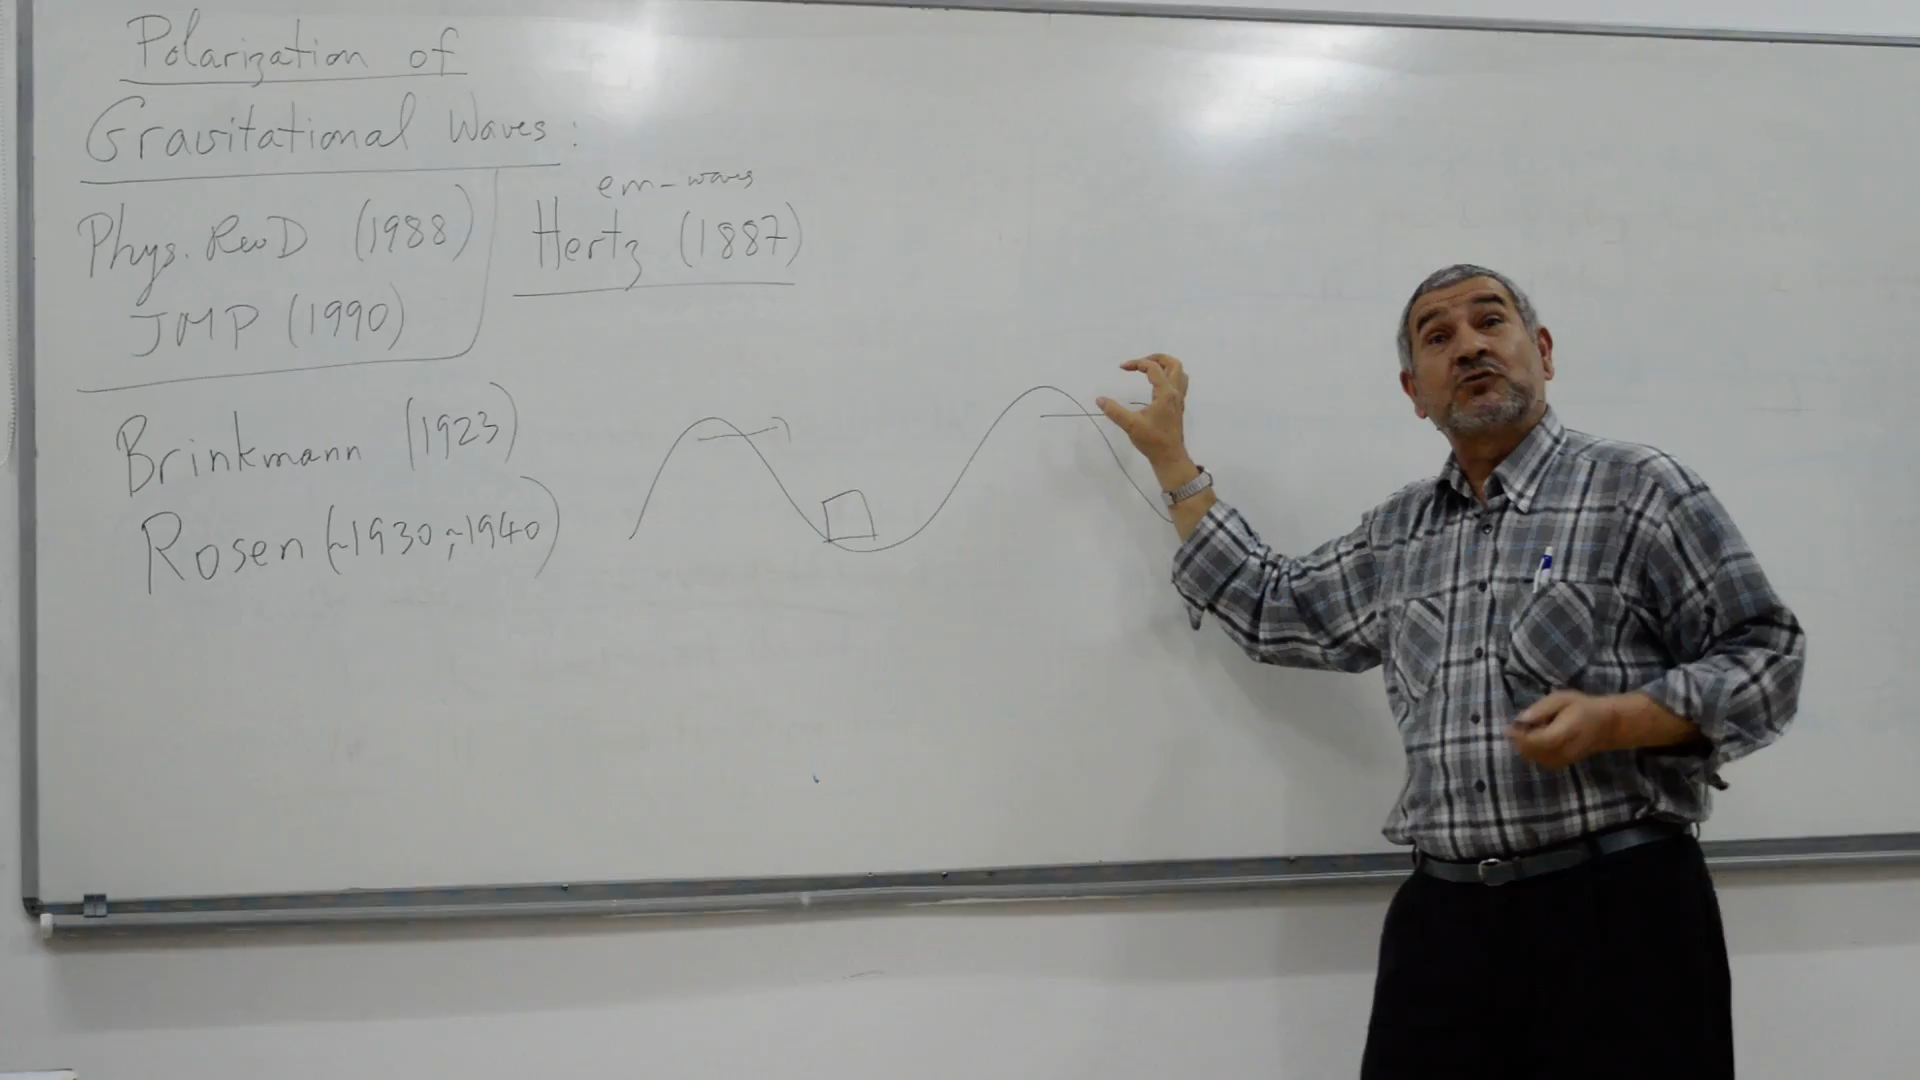 Polarization of
Gravitational Waves:
Phys. Rev D (1988)
JMP (1990)
em-waves
Hertz (1887)
Brinkmann (1923)
Rosen (~1930, ~1940)